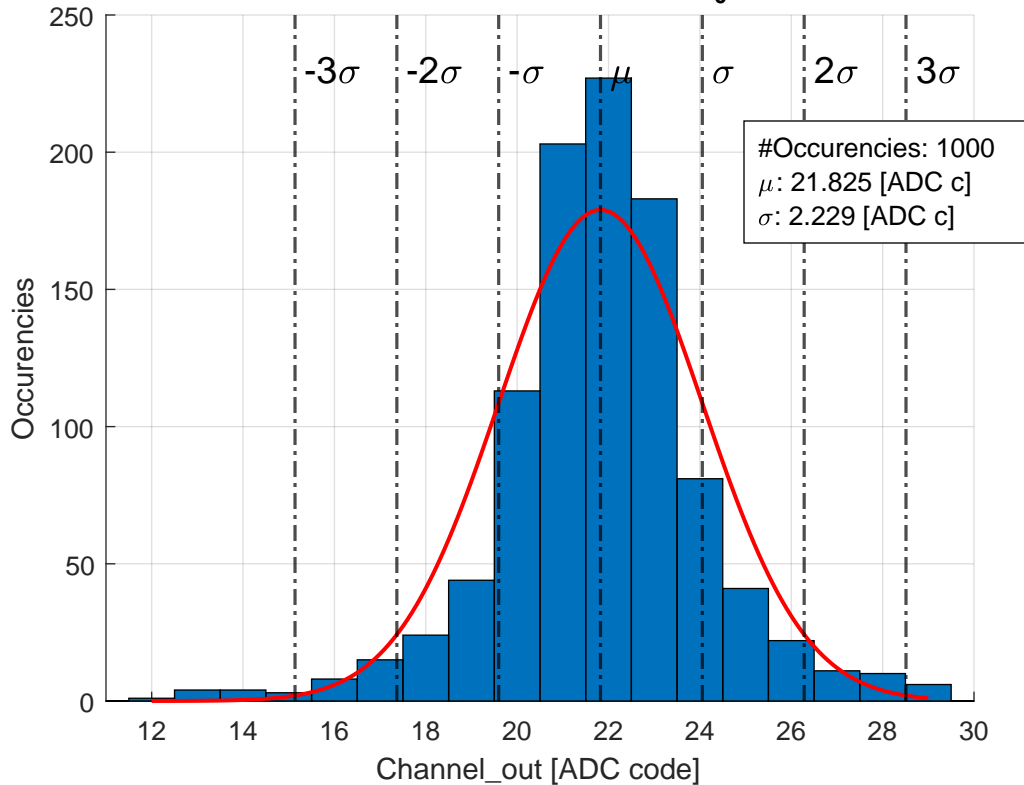 250
-3σ
-2σ
-σ
μ
σ
2σ
3σ
#Occurencies: 1000
μ: 21.825 [ADC c]
σ: 2.229 [ADC c]
200
150
100
50
0
Occurencies
12
14
16
18
20
22
24
26
28
30
Channel_out [ADC code]